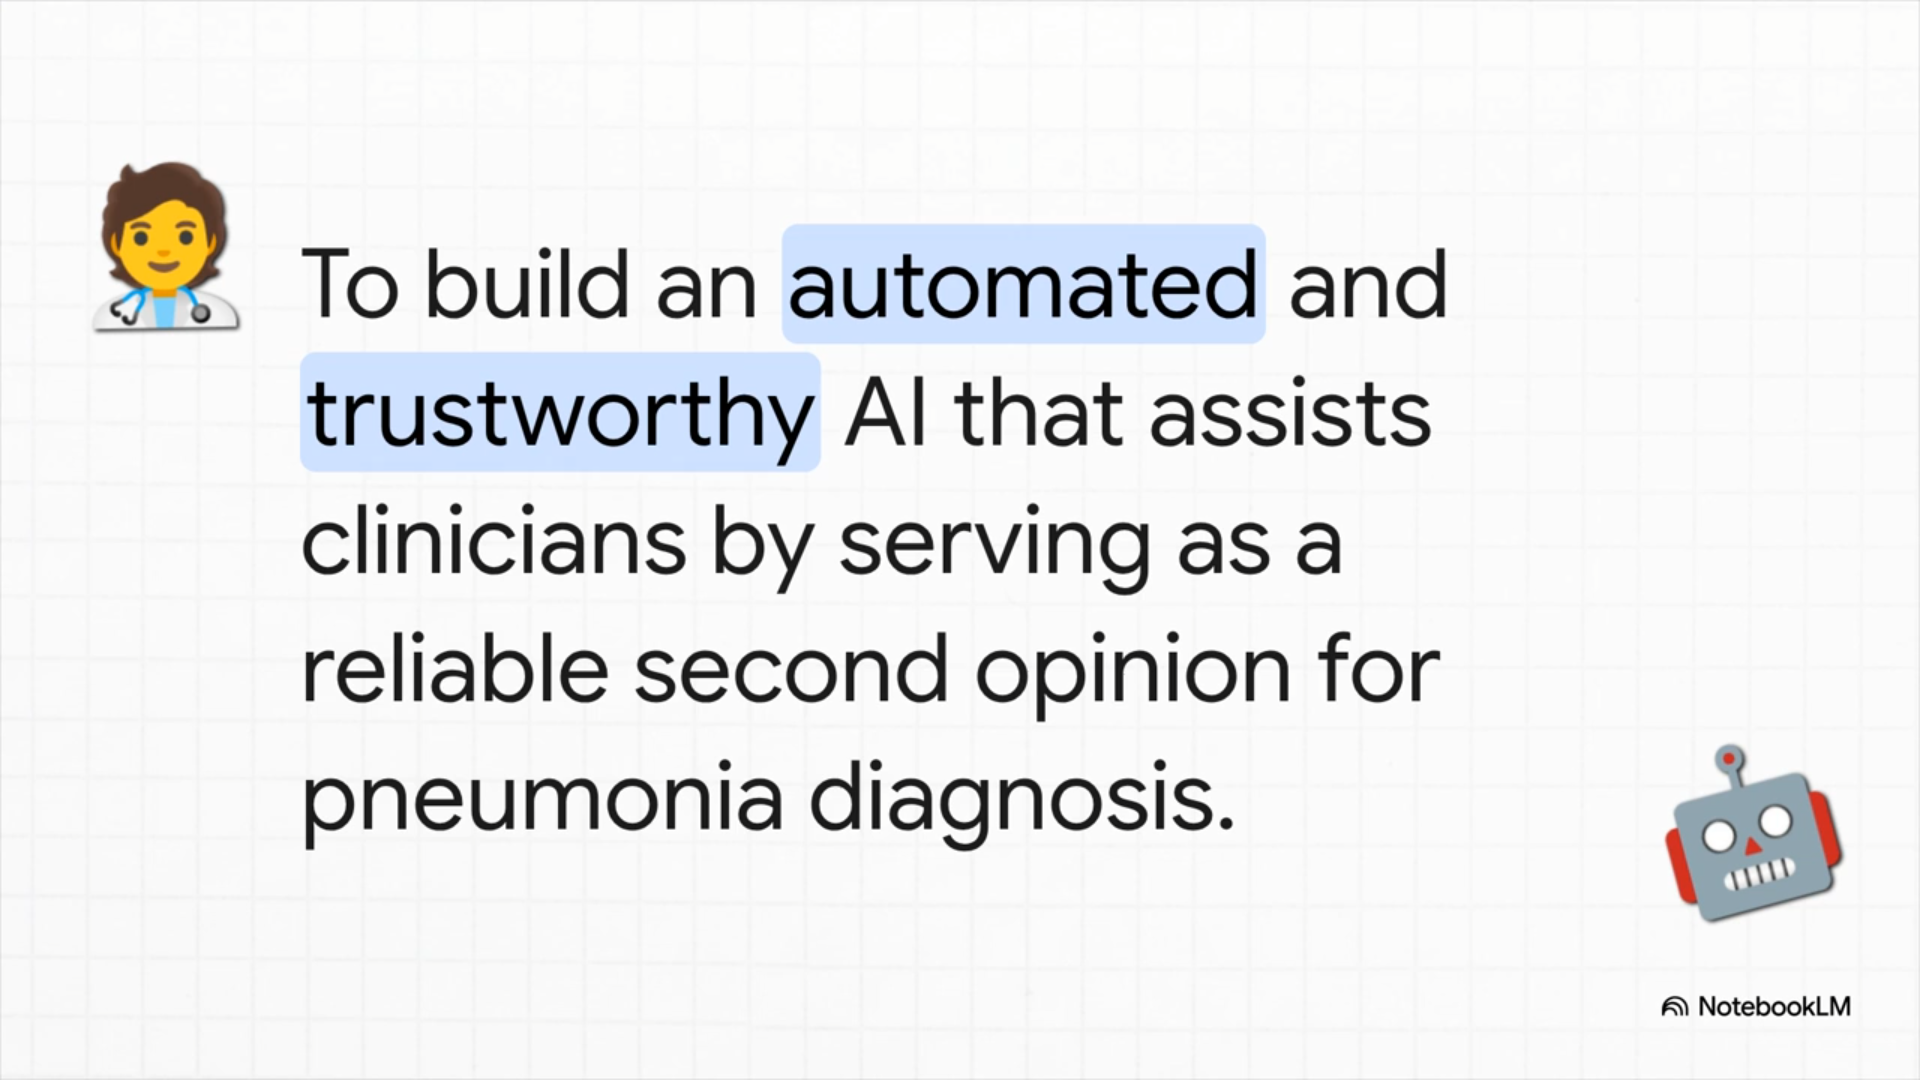 To build an automated and
trustworthy AI that assists
clinicians by serving as a
reliable second opinion for
pneumonia diagnosis.
NotebookLM